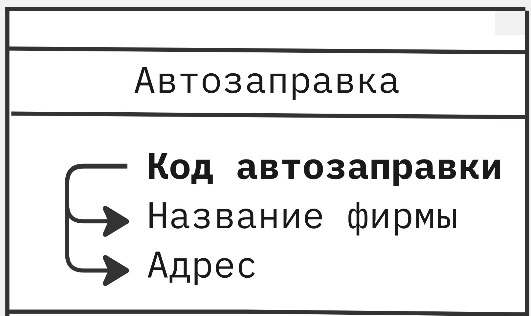 Автозаправка
Код автозаправки
Название фирмы
Адрес